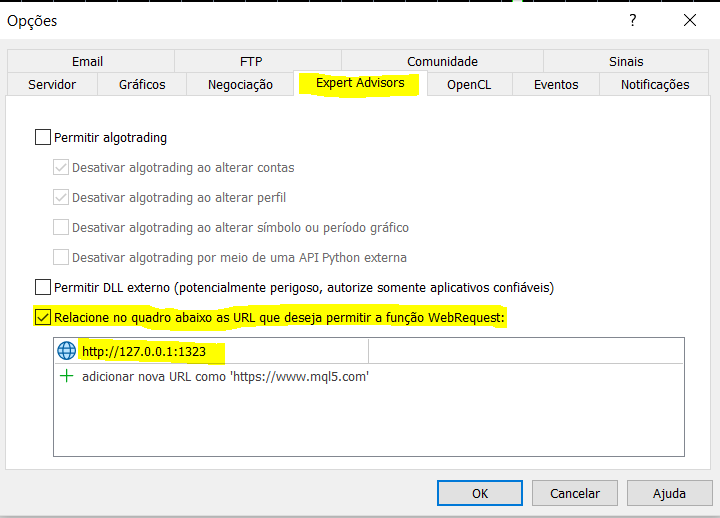 Opções
?
Email FTP Comunidade Sinais
Servidor Gráficos Negociação Expert Advisors OpenCL Eventos Notificações
Permitir algotrading
Desativar algotrading ao alterar contas
Desativar algotrading ao alterar perfil
Desativar algotrading ao alterar símbolo ou período gráfico
Desativar algotrading por meio de uma API Python externa
Permitir DLL externo (potencialmente perigoso, autorize somente aplicativos confiáveis)
Relacione no quadro abaixo as URL que deseja permitir a função WebRequest:
http://127.0.0.1:1323
adicionar nova URL como 'https://www.mql5.com'
OK Cancelar Ajuda